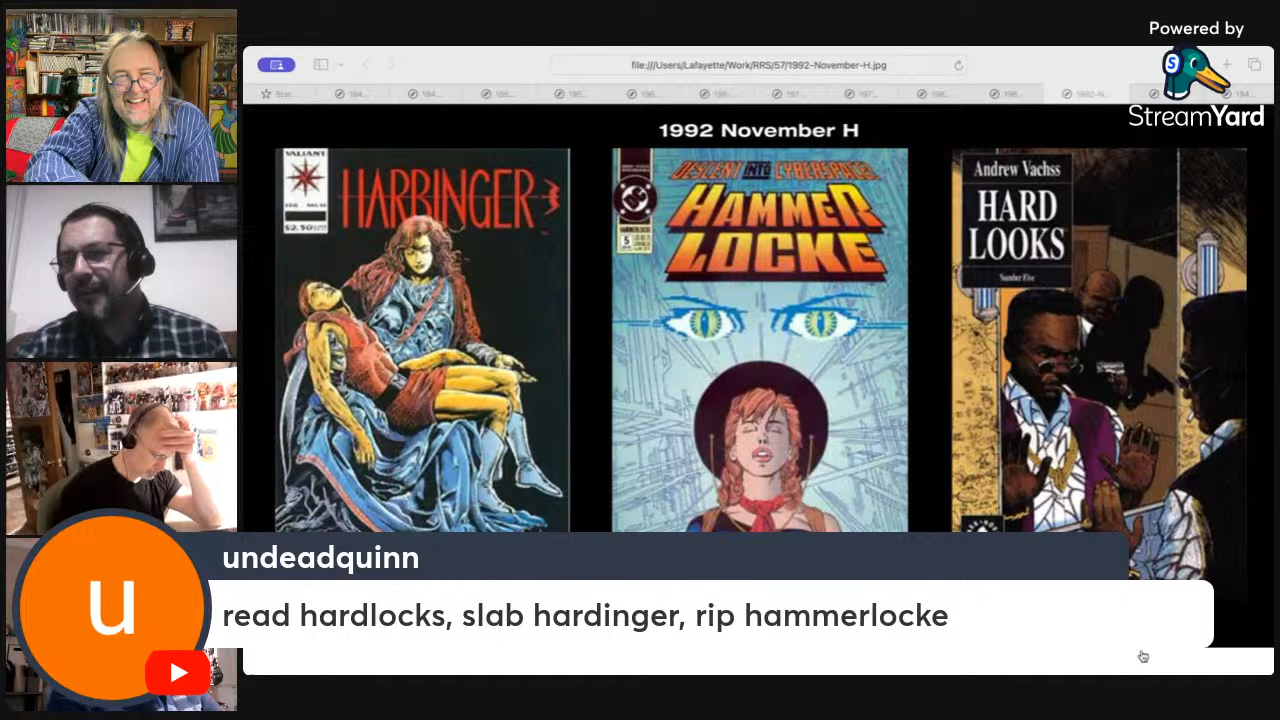 Powered by
StreamYard
file:///Users/Lafayette/Work/RRS/57/1992-November-H.jpg
1992-N...
1992 November H
VALIANT
$2.50
HARBINGER
DESCENT INTO CYBERSPACE!
HAMMER
LOCKE
5
Andrew Vachss
HARD
LOOKS
Number Five
undeadquinn
read hardlocks, slab hardinger, rip hammerlocke
u